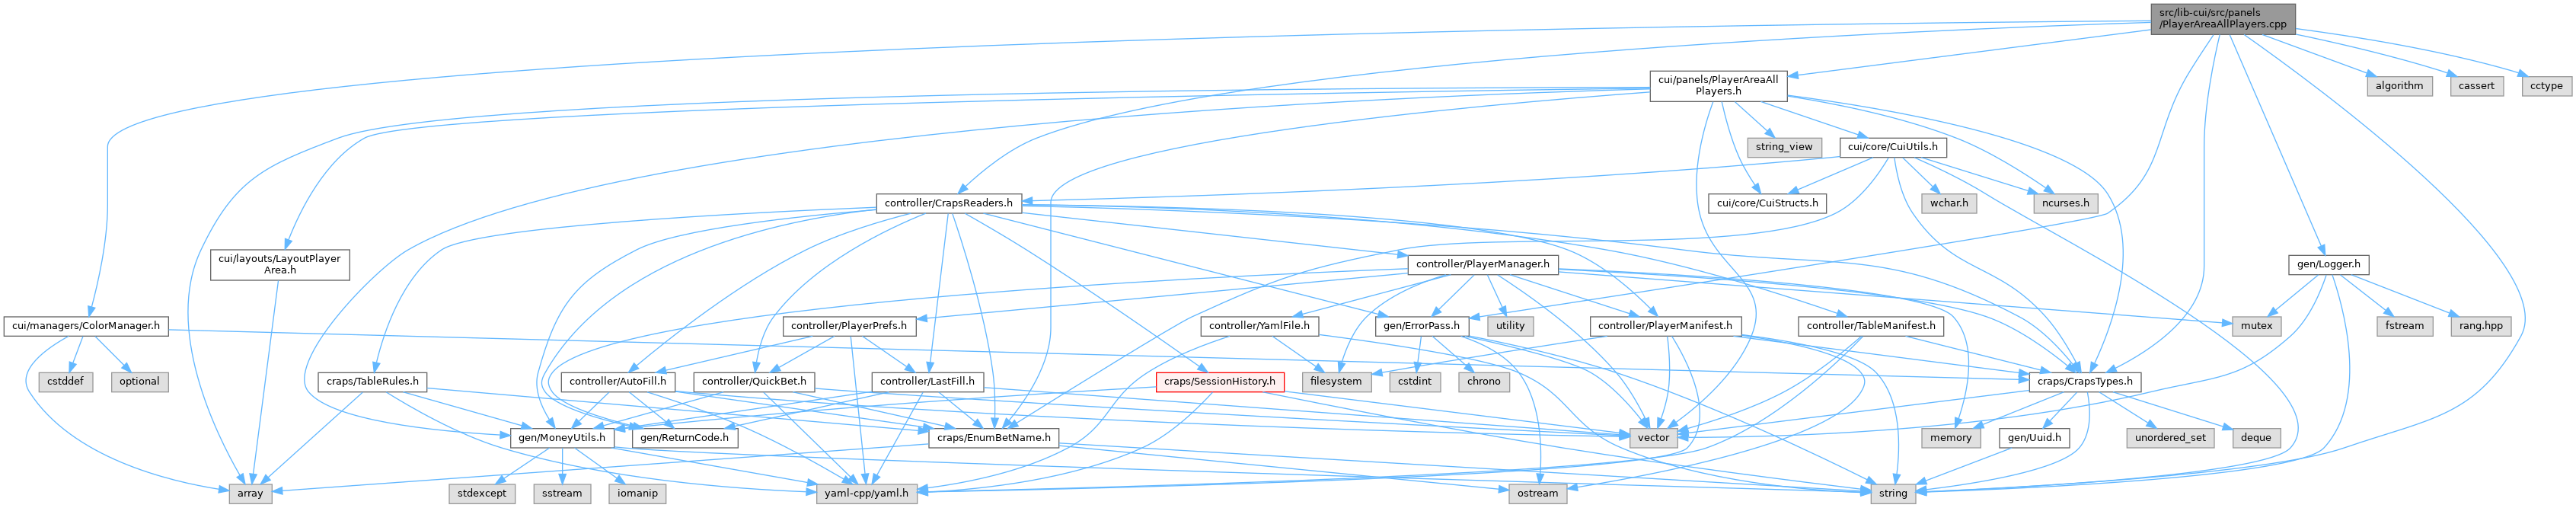 src/lib-cui/src/panels
/PlayerAreaAllPlayers.cpp
cui/panels/PlayerAreaAll
Players.h
algorithm
cassert
cctype
string_view
cui/core/CuiUtils.h
controller/CrapsReaders.h
cui/core/CuiStructs.h
wchar.h
ncurses.h
cui/layouts/LayoutPlayer
Area.h
controller/PlayerManager.h
gen/Logger.h
cui/managers/ColorManager.h
controller/PlayerPrefs.h
controller/YamlFile.h
gen/ErrorPass.h
utility
controller/PlayerManifest.h
controller/TableManifest.h
mutex
fstream
rang.hpp
cstddef
optional
craps/TableRules.h
controller/AutoFill.h
controller/QuickBet.h
controller/LastFill.h
craps/SessionHistory.h
filesystem
cstdint
chrono
craps/CrapsTypes.h
gen/MoneyUtils.h
gen/ReturnCode.h
craps/EnumBetName.h
vector
memory
gen/Uuid.h
unordered_set
deque
array
stdexcept
sstream
iomanip
yaml-cpp/yaml.h
ostream
string